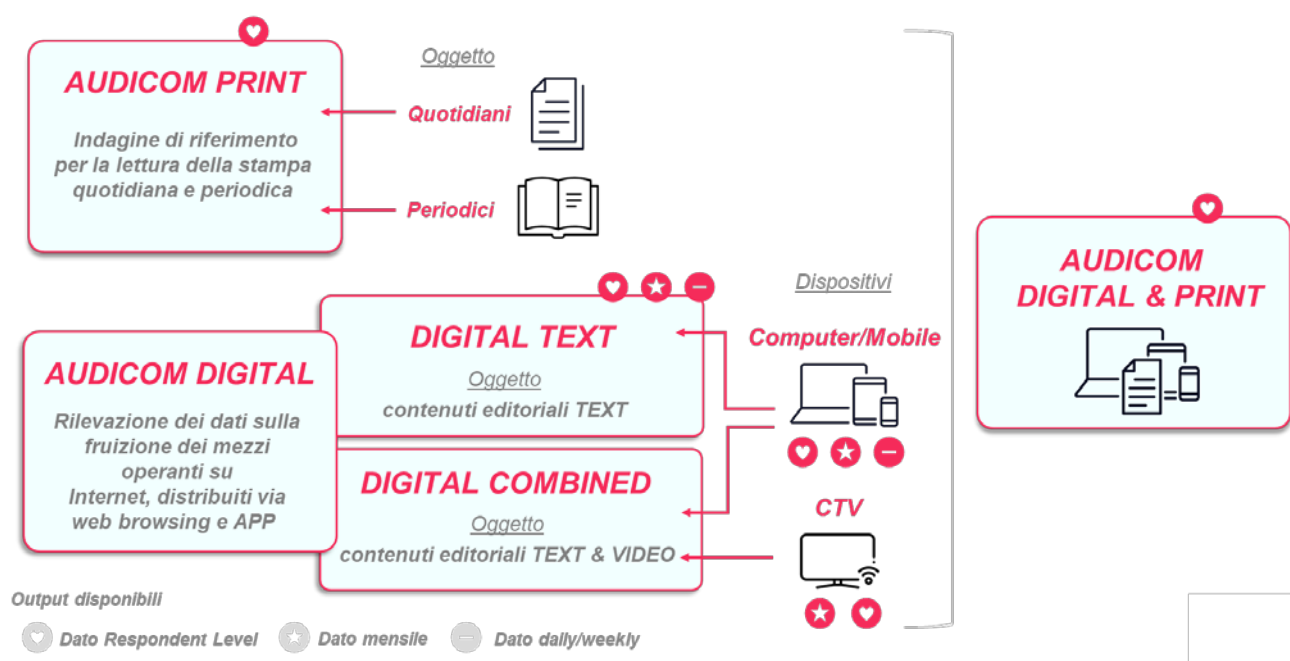 AUDICOM PRINT
Indagine di riferimento
per la lettura della stampa
quotidiana e periodica
Oggetto
Quotidiani
Periodici
AUDICOM DIGITAL
Rilevazione dei dati sulla
fruizione dei mezzi
operanti su
Internet, distribuiti via
web browsing e APP
DIGITAL TEXT
Oggetto
contenuti editoriali TEXT
DIGITAL COMBINED
Oggetto
contenuti editoriali TEXT & VIDEO
Dispositivi
Computer/Mobile
CTV
AUDICOM
DIGITAL & PRINT
Output disponibili
Dato Respondent Level
Dato mensile
Dato daily/weekly